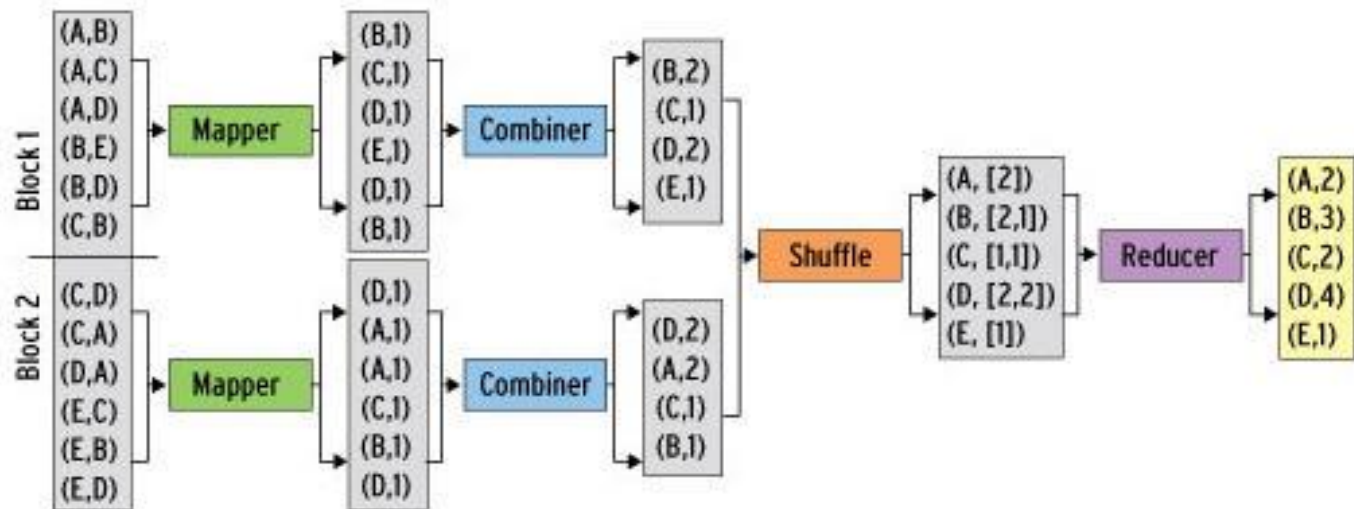 Block 1
(A,B)
(A,C)
(A,D)
(B,E)
(B,D)
(C,B)
Mapper
(B,1)
(C,1)
(D,1)
(E,1)
(D,1)
(B,1)
Combiner
(B,2)
(C,1)
(D,2)
(E,1)
Block 2
(C,D)
(C,A)
(D,A)
(E,C)
(E,B)
(E,D)
Mapper
(D,1)
(A,1)
(A,1)
(C,1)
(B,1)
(D,1)
Combiner
(D,2)
(A,2)
(C,1)
(B,1)
Shuffle
(A, [2])
(B, [2,1])
(C, [1,1])
(D, [2,2])
(E, [1])
Reducer
(A,2)
(B,3)
(C,2)
(D,4)
(E,1)